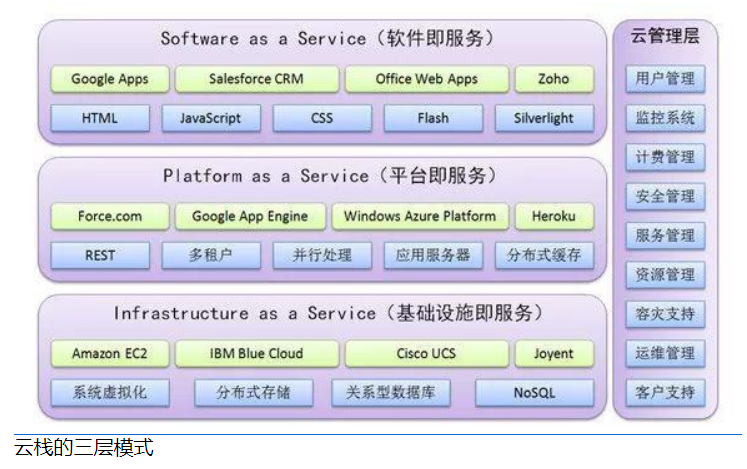 Software as a Service（软件即服务）
Google Apps Salesforce CRM Office Web Apps Zoho
HTML JavaScript CSS Flash Silverlight
Platform as a Service（平台即服务）
Force.com Google App Engine Windows Azure Platform Heroku
REST 多租户 并行处理 应用服务器 分布式缓存
Infrastructure as a Service（基础设施即服务）
Amazon EC2 IBM Blue Cloud Cisco UCS Joyent
系统虚拟化 分布式存储 关系型数据库 NoSQL
云管理层
用户管理
监控系统
计费管理
安全管理
服务管理
资源管理
容灾支持
运维管理
客户支持
云栈的三层模式